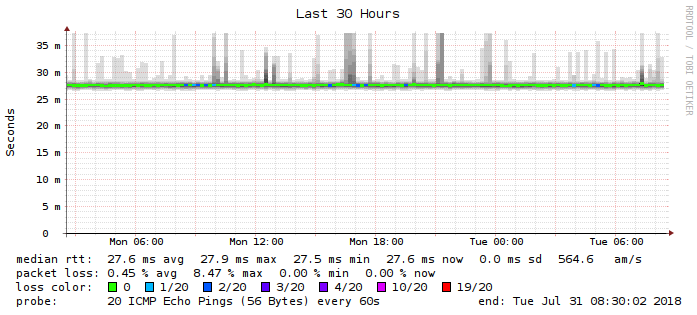 Last 30 Hours
RRDTOOL / TOBI OETIKER
Seconds
35 m
30 m
25 m
20 m
15 m
10 m
5 m
0
Mon 06:00 Mon 12:00 Mon 18:00 Tue 00:00 Tue 06:00
median rtt: 27.6 ms avg 27.9 ms max 27.5 ms min 27.6 ms now 0.0 ms sd 564.6 am/s
packet loss: 0.45 % avg 8.47 % max 0.00 % min 0.00 % now
loss color: 0 1/20 2/20 3/20 4/20 10/20 19/20
probe: 20 ICMP Echo Pings (56 Bytes) every 60s end: Tue Jul 31 08:30:02 2018